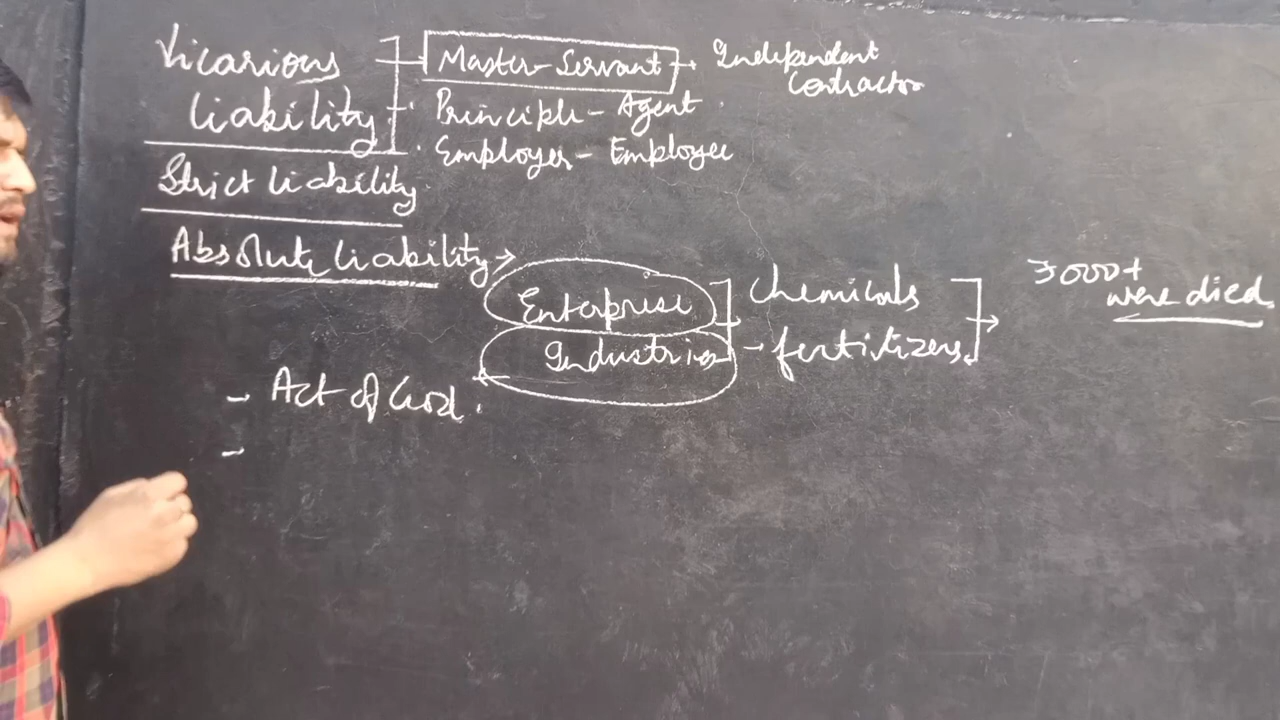 Vicarious liability
Master-Servant → Independent Contractor
· Principle - Agent
· Employer - Employee
Strict liability
Absolute liability →
Enterprise
Industries
Chemicals
- fertilizers.
3000+ were died.
- Act of God.
-